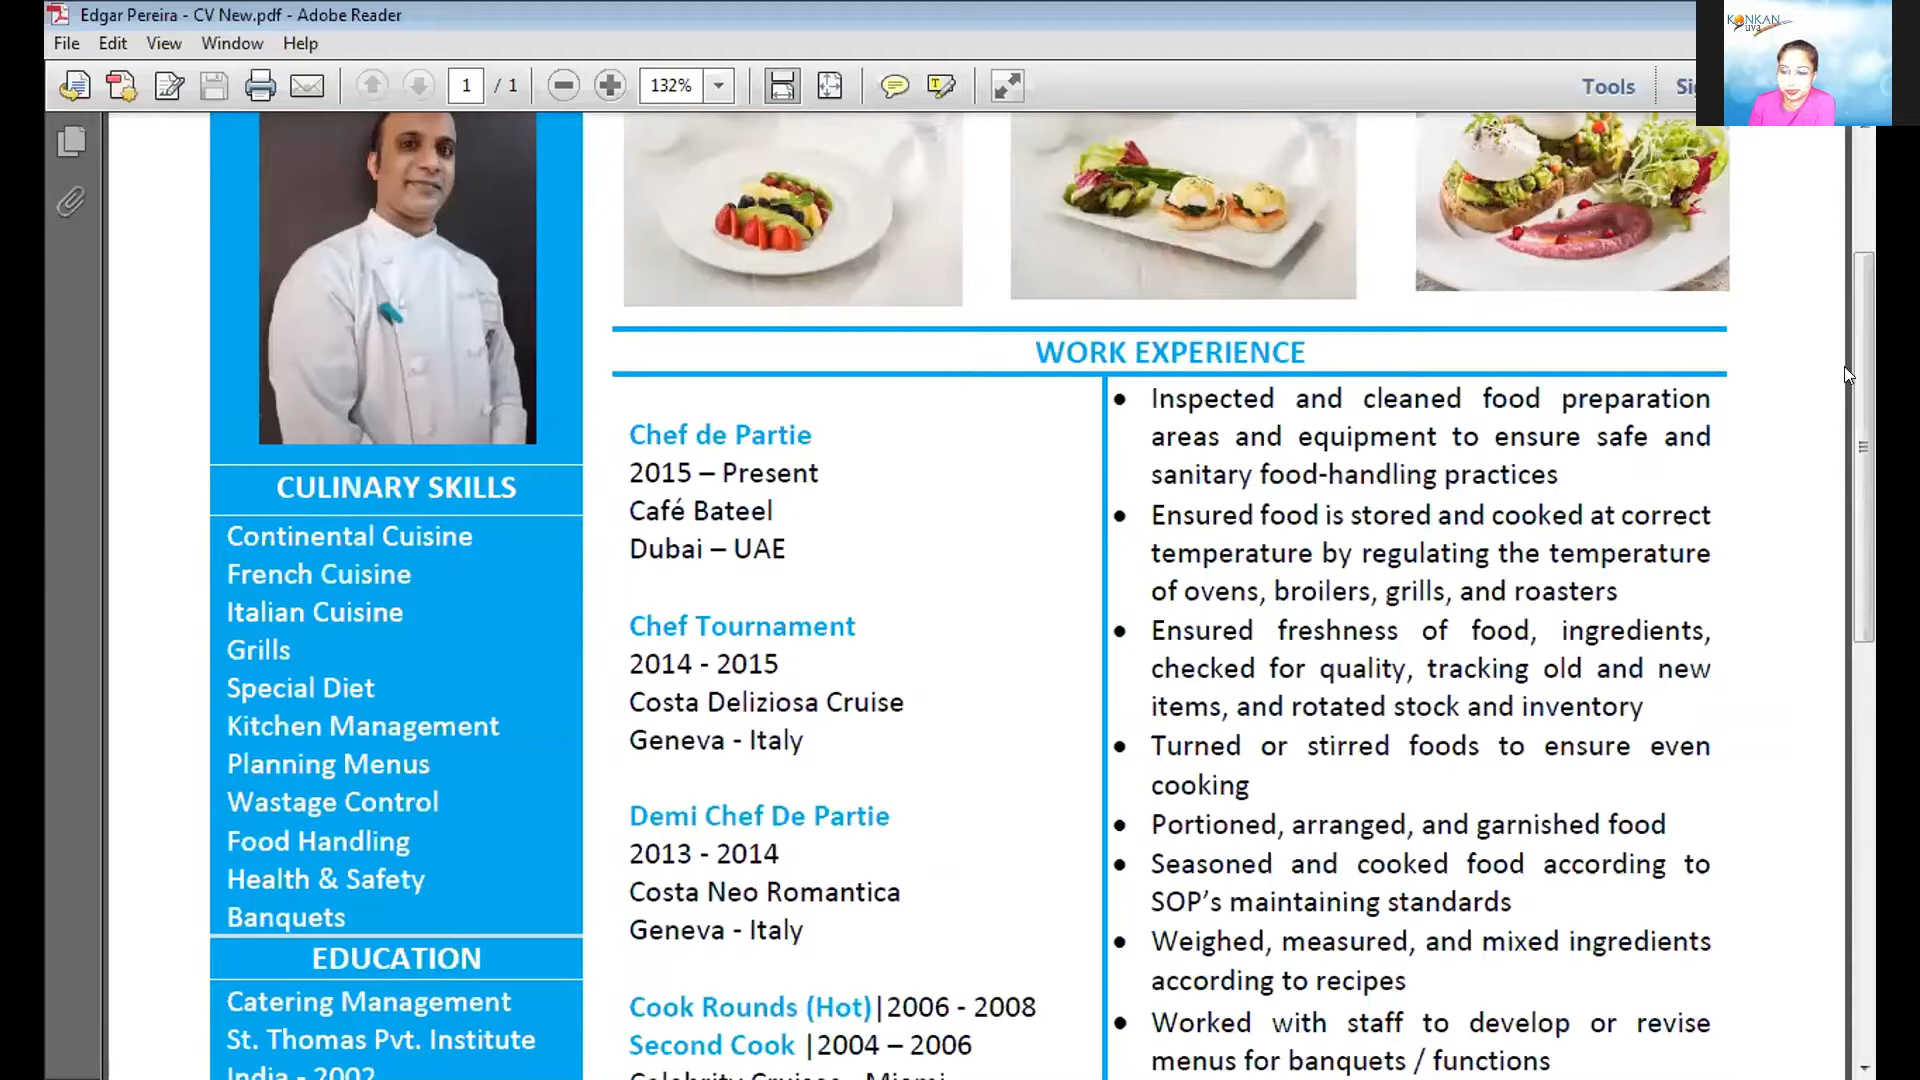 Edgar Pereira - CV New.pdf - Adobe Reader
File Edit View Window Help
1 / 1 132% Tools
KONKAN
yuva
CULINARY SKILLS
Continental Cuisine
French Cuisine
Italian Cuisine
Grills
Special Diet
Kitchen Management
Planning Menus
Wastage Control
Food Handling
Health & Safety
Banquets
EDUCATION
Catering Management
St. Thomas Pvt. Institute
India - 2002
WORK EXPERIENCE
Chef de Partie
2015 – Present
Café Bateel
Dubai – UAE
Chef Tournament
2014 - 2015
Costa Deliziosa Cruise
Geneva - Italy
Demi Chef De Partie
2013 - 2014
Costa Neo Romantica
Geneva - Italy
Cook Rounds (Hot)|2006 - 2008
Second Cook |2004 – 2006
Celebrity Cruises - Miami
• Inspected and cleaned food preparation
areas and equipment to ensure safe and
sanitary food-handling practices
• Ensured food is stored and cooked at correct
temperature by regulating the temperature
of ovens, broilers, grills, and roasters
• Ensured freshness of food, ingredients,
checked for quality, tracking old and new
items, and rotated stock and inventory
• Turned or stirred foods to ensure even
cooking
• Portioned, arranged, and garnished food
• Seasoned and cooked food according to
SOP’s maintaining standards
• Weighed, measured, and mixed ingredients
according to recipes
• Worked with staff to develop or revise
menus for banquets / functions